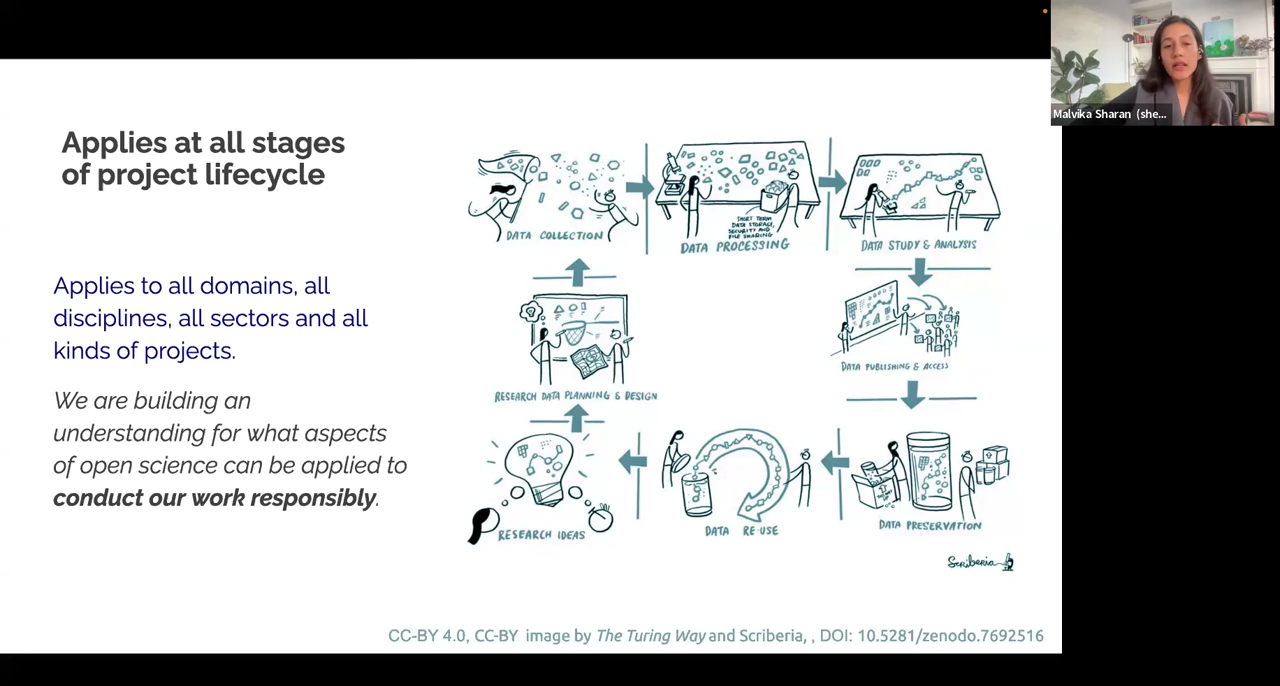 Malvika Sharan (she...
Applies at all stages
of project lifecycle
Applies to all domains, all
disciplines, all sectors and all
kinds of projects.
We are building an
understanding for what aspects
of open science can be applied to
conduct our work responsibly.
DATA COLLECTION
SHORT TERM
DATA STORAGE,
SECURITY AND
FILE SHARING
DATA PROCESSING
DATA STUDY & ANALYSIS
RESEARCH DATA PLANNING & DESIGN
DATA PUBLISHING & ACCESS
RESEARCH IDEAS
DATA RE-USE
DATA PRESERVATION
Scriberia
CC-BY 4.0, CC-BY image by The Turing Way and Scriberia, , DOI: 10.5281/zenodo.7692516